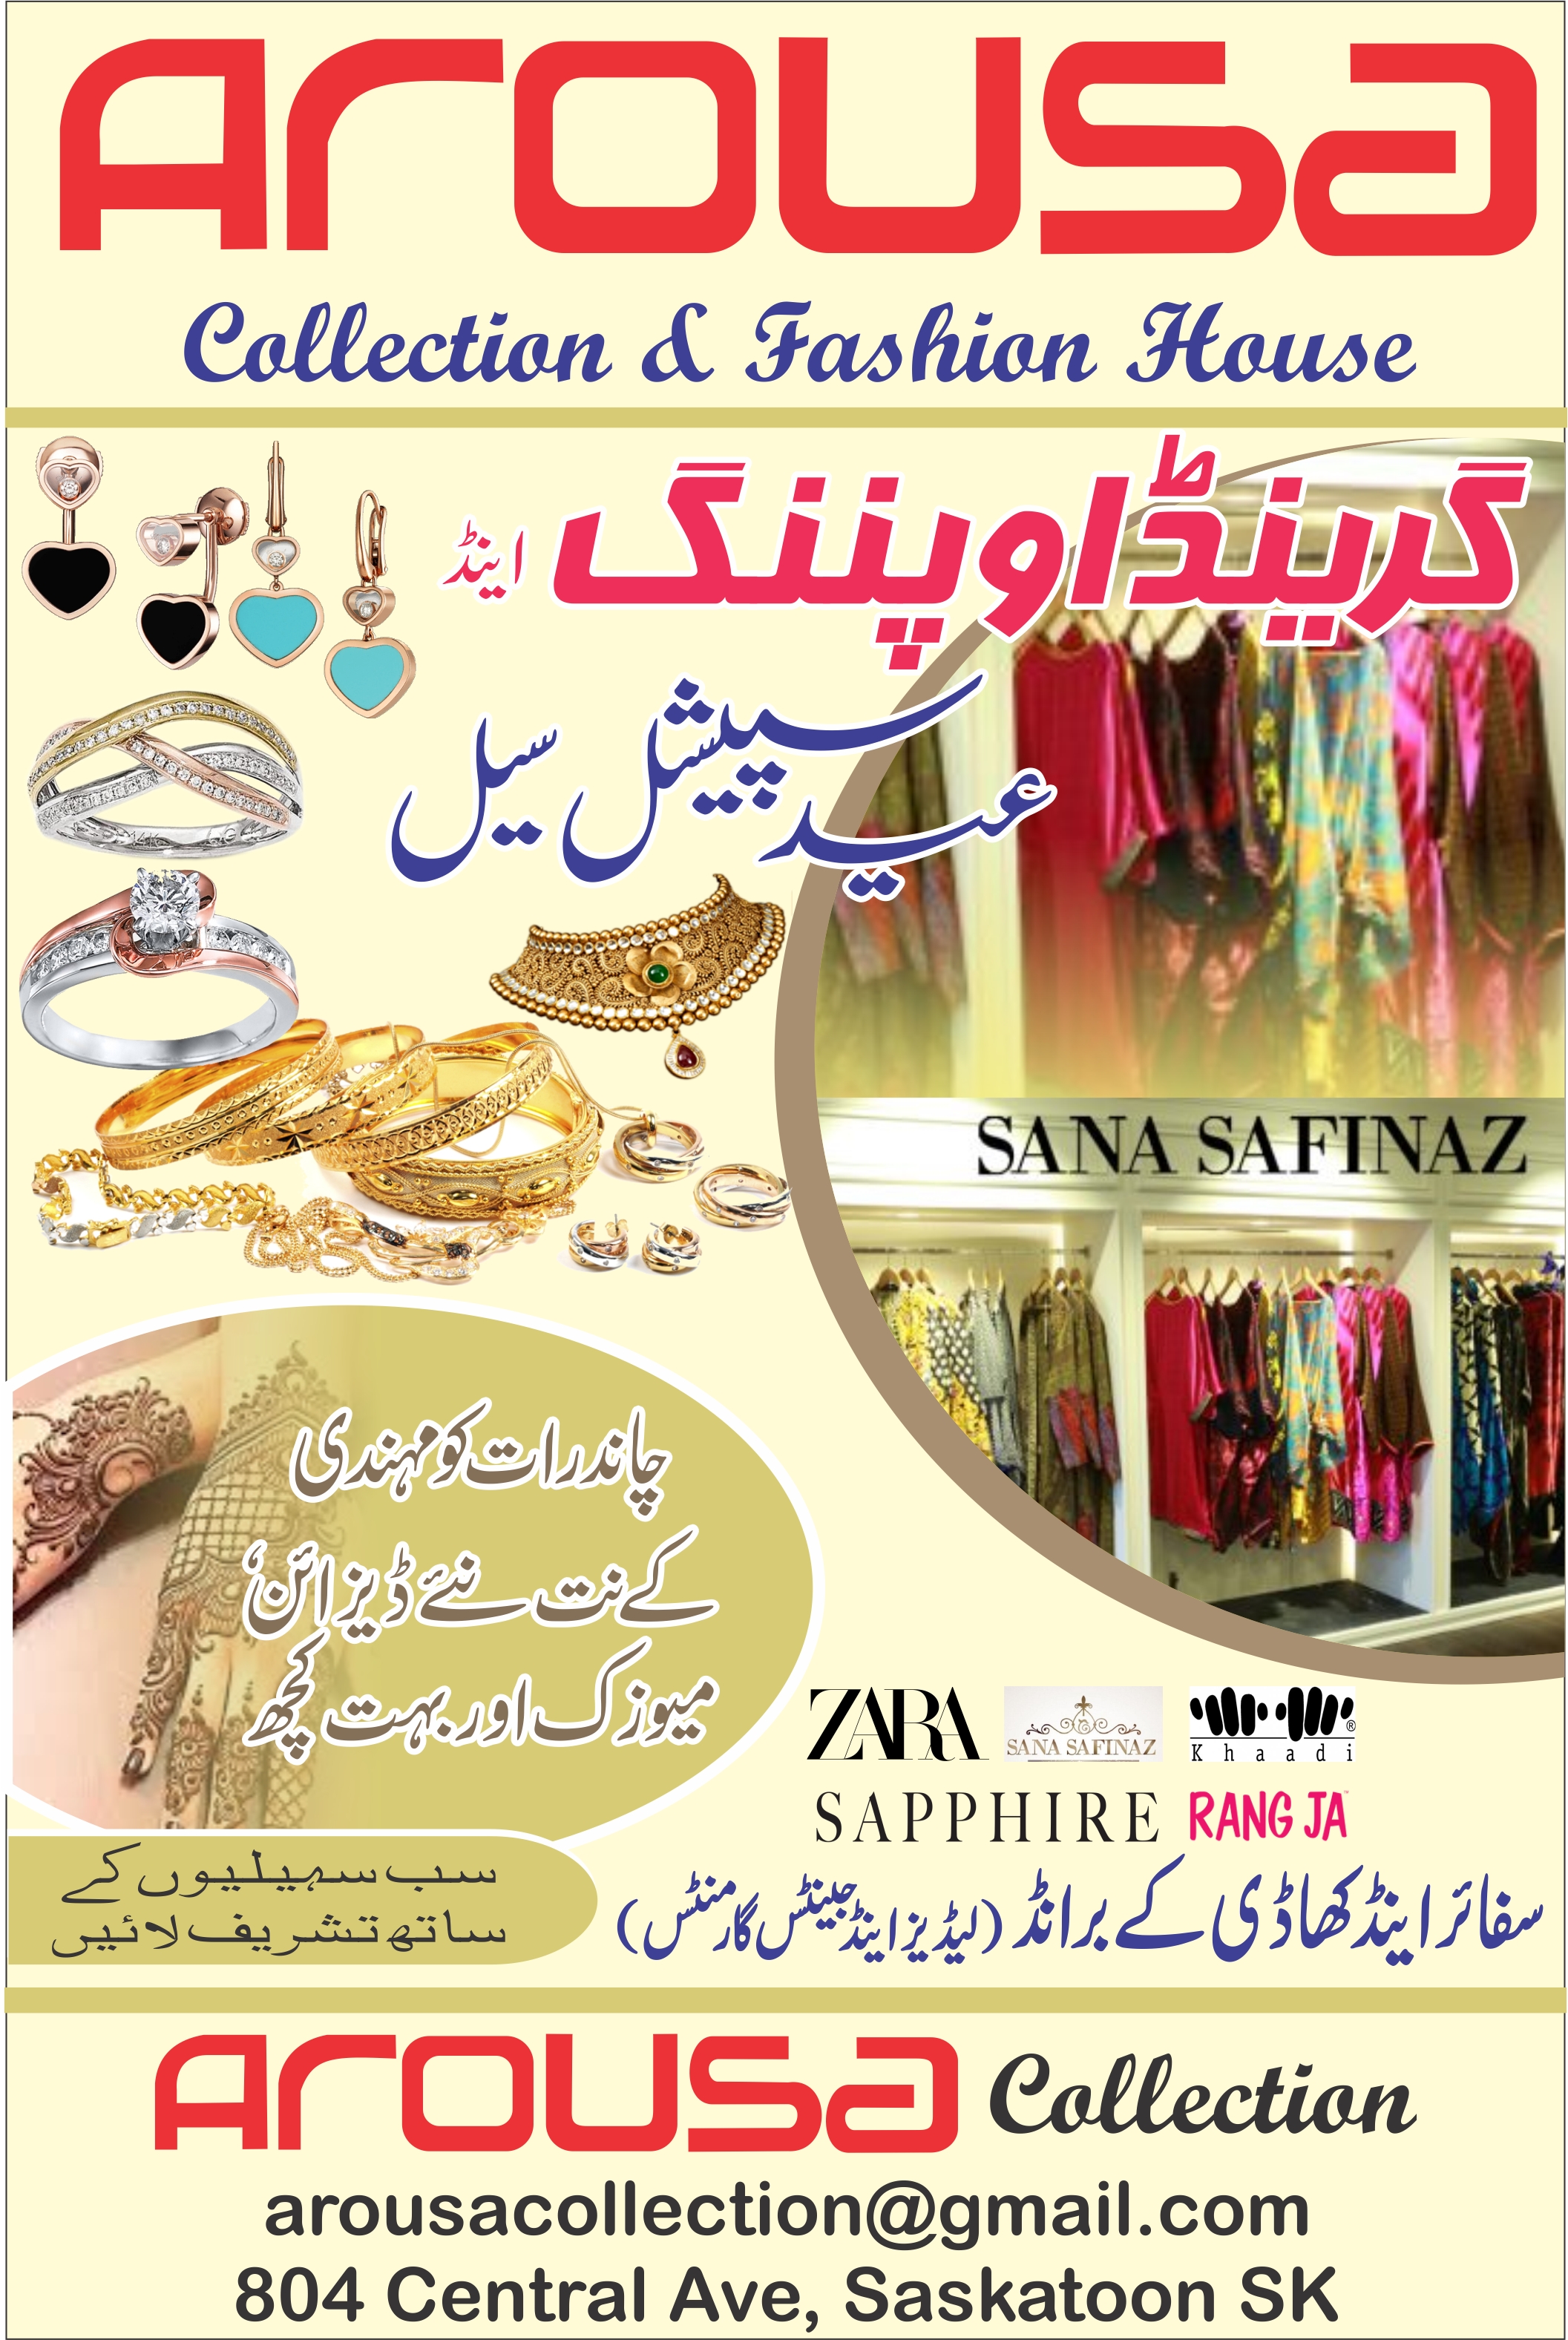 Arousa
Collection & Fashion House
گرینڈ اوپننگ اینڈ
عید سپیشل سیل
SANA SAFINAZ
چاند رات کو مہندی
کے نت نئے ڈیزائن‘
میوزک اور بہت کچھ
ZARA
SANA SAFINAZ
Khaadi®
SAPPHIRE
RANG JA
سب سہیلیوں کے
ساتھ تشریف لائیں
سفائر اینڈ کھاڈی کے برانڈ (لیڈیز اینڈ جینٹس گارمنٹس)
Arousa Collection
arousacollection@gmail.com
804 Central Ave, Saskatoon SK